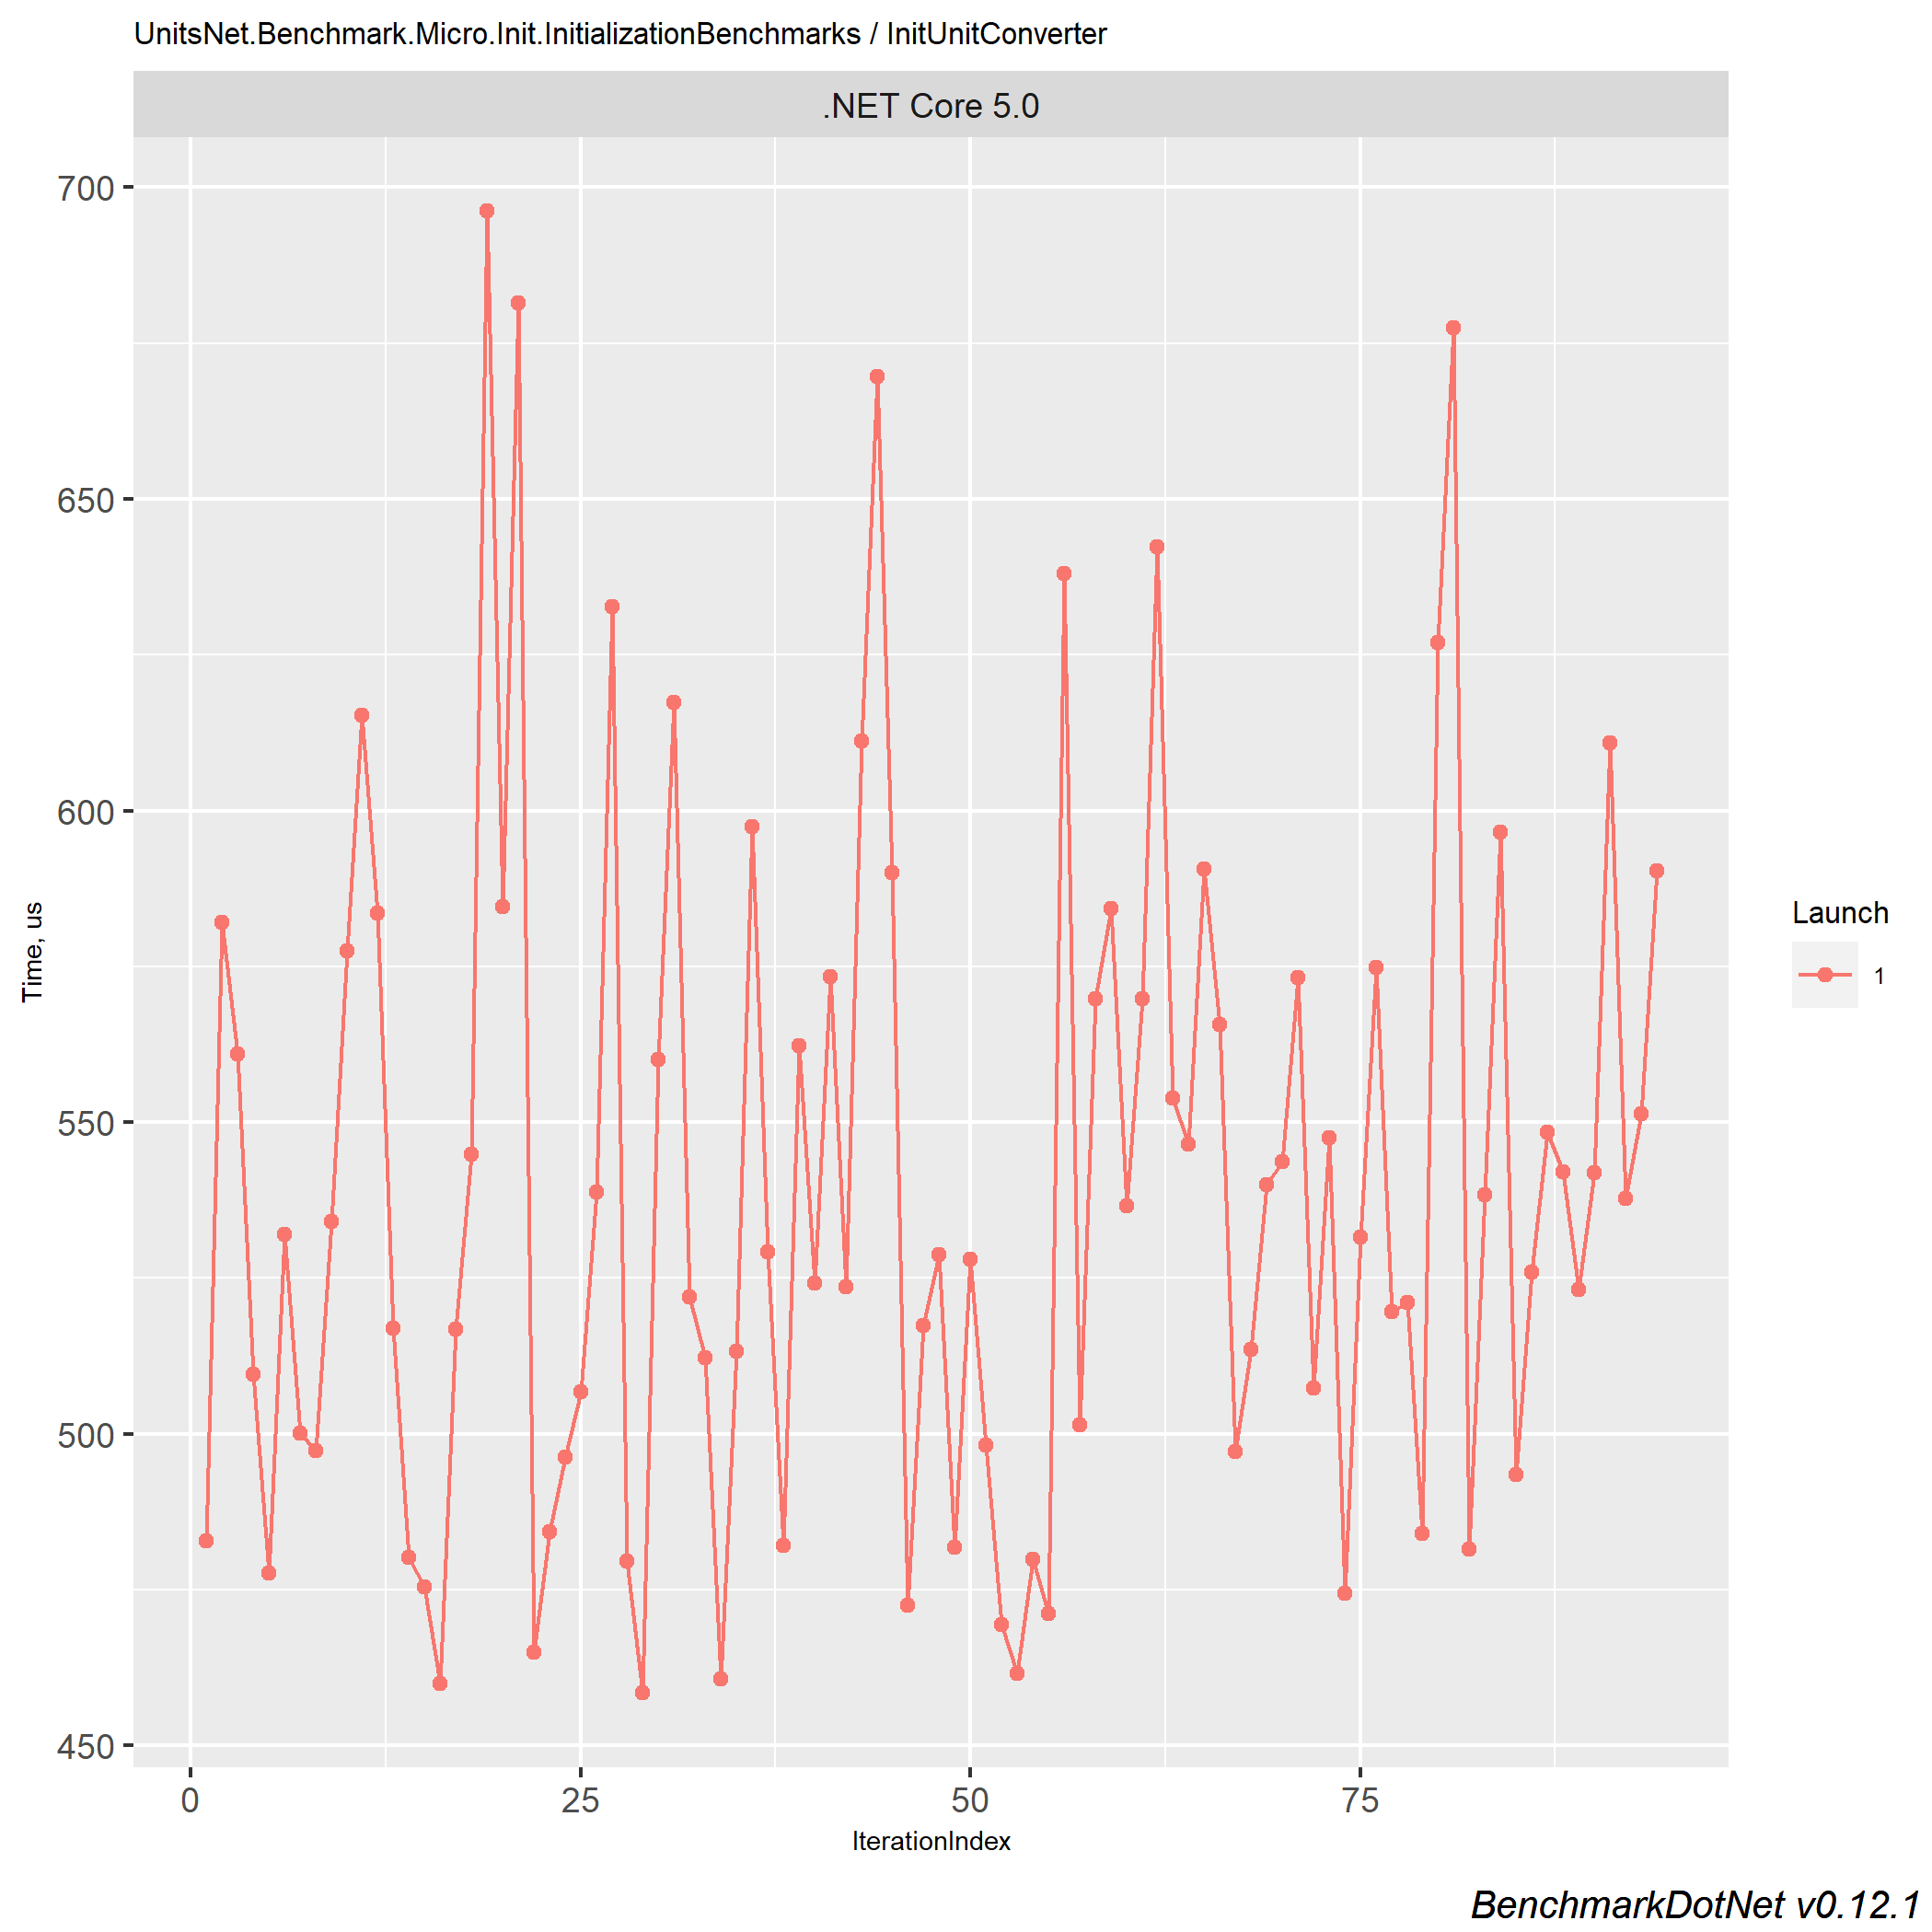 UnitsNet.Benchmark.Micro.Init.InitializationBenchmarks / InitUnitConverter
.NET Core 5.0
700
650
600
550
500
450
Time, us
0 25 50 75
IterationIndex
Launch
1
BenchmarkDotNet v0.12.1